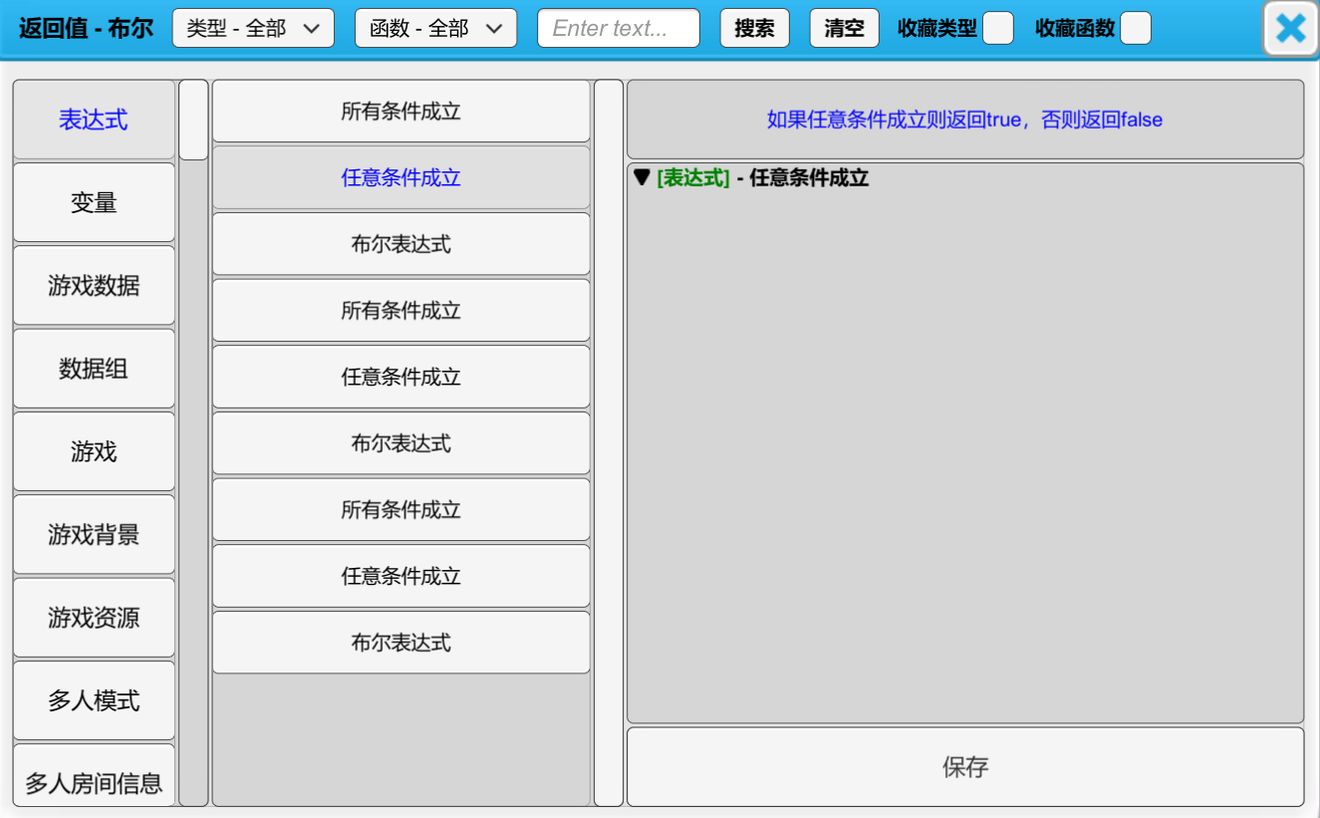 返回值 - 布尔
类型 - 全部
函数 - 全部
Enter text...
搜索
清空
收藏类型
收藏函数
表达式
变量
游戏数据
数据组
游戏
游戏背景
游戏资源
多人模式
多人房间信息
所有条件成立
任意条件成立
布尔表达式
所有条件成立
任意条件成立
布尔表达式
所有条件成立
任意条件成立
布尔表达式
如果任意条件成立则返回true，否则返回false
[表达式] - 任意条件成立
保存